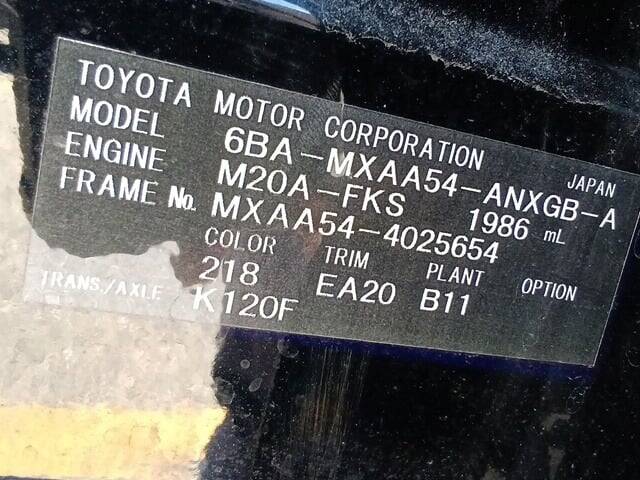 TOYOTA MOTOR CORPORATION JAPAN
MODEL 6BA-MXAA54-ANXGB-A
ENGINE M20A-FKS 1986 mL
FRAME No. MXAA54-4025654
COLOR TRIM PLANT OPTION
218 EA20 B11
TRANS./AXLE K120F